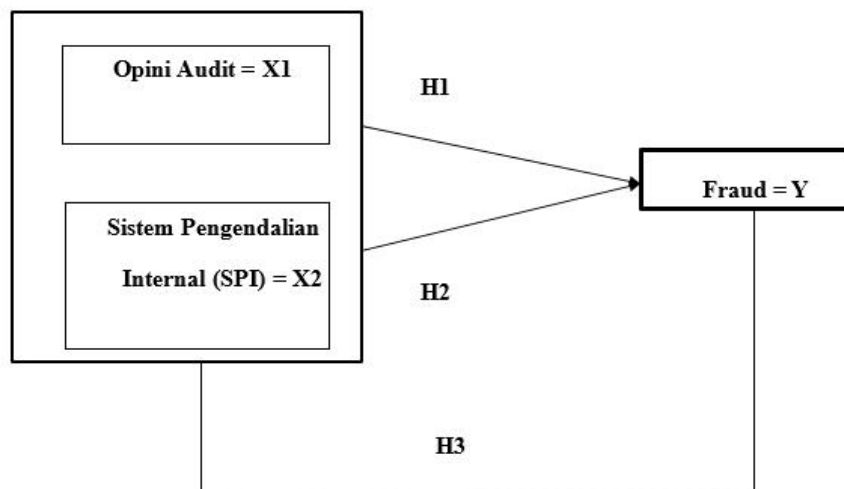 Opini Audit = X1
H1
Fraud = Y
Sistem Pengendalian
Internal (SPI) = X2
H2
H3